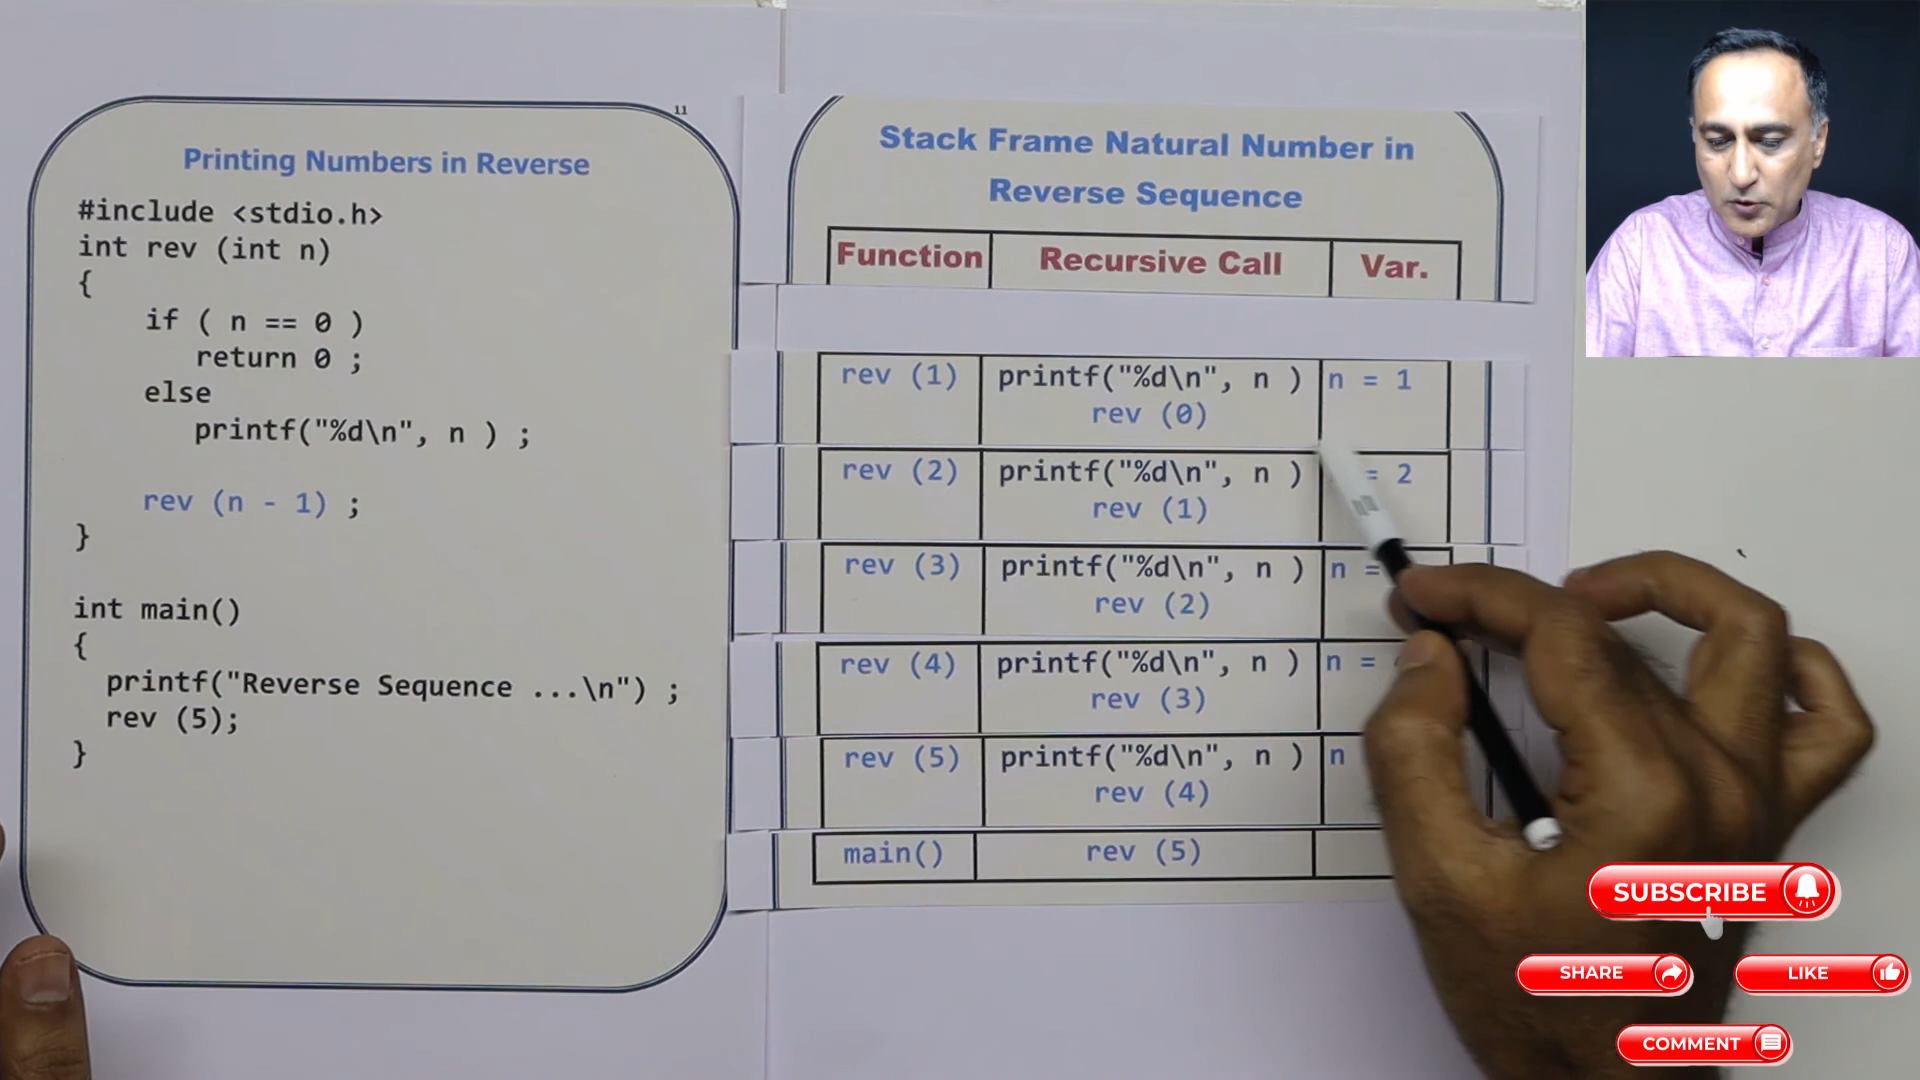 11
Printing Numbers in Reverse
#include <stdio.h>
int rev (int n)
{
if ( n == 0 )
return 0 ;
else
printf("%d\n", n ) ;
rev (n - 1) ;
}
int main()
{
printf("Reverse Sequence ...\n") ;
rev (5);
}
Stack Frame Natural Number in
Reverse Sequence
Function Recursive Call Var.
rev (1) printf("%d\n", n ) n = 1
rev (0)
rev (2) printf("%d\n", n ) = 2
rev (1)
rev (3) printf("%d\n", n ) n =
rev (2)
rev (4) printf("%d\n", n ) n =
rev (3)
rev (5) printf("%d\n", n ) n
rev (4)
main() rev (5)
SUBSCRIBE
SHARE
LIKE
COMMENT